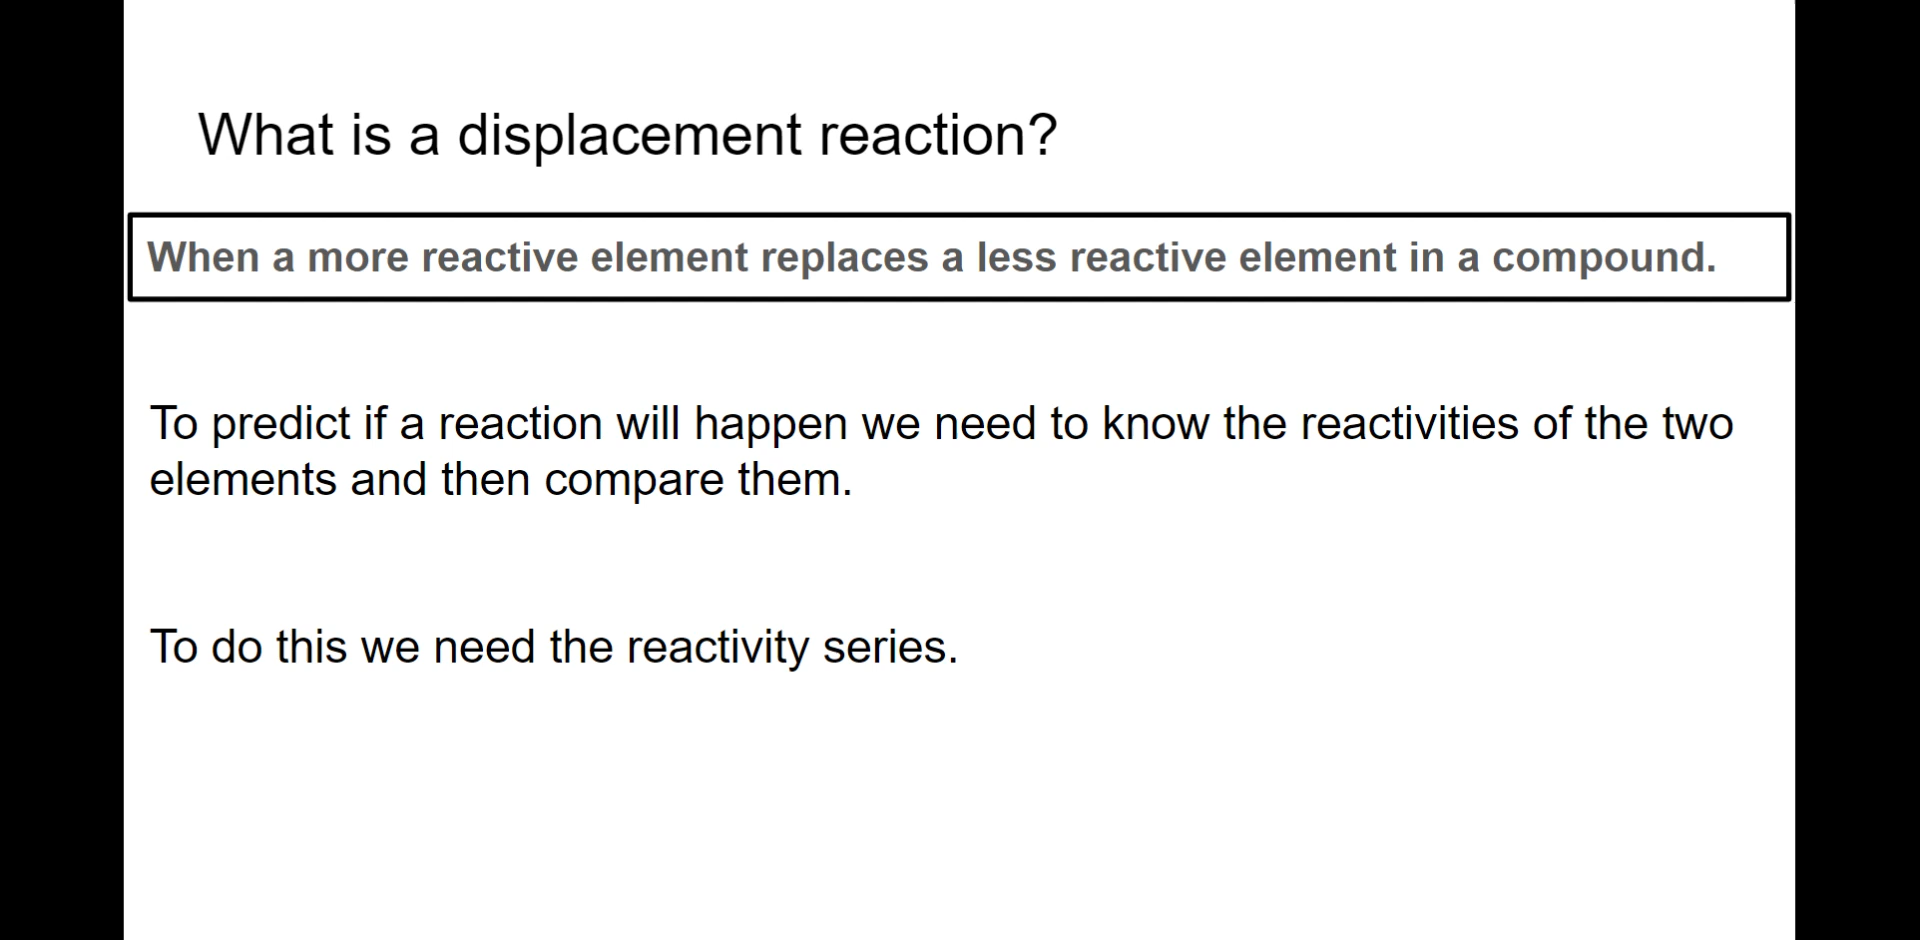 What is a displacement reaction?
When a more reactive element replaces a less reactive element in a compound.
To predict if a reaction will happen we need to know the reactivities of the two
elements and then compare them.
To do this we need the reactivity series.